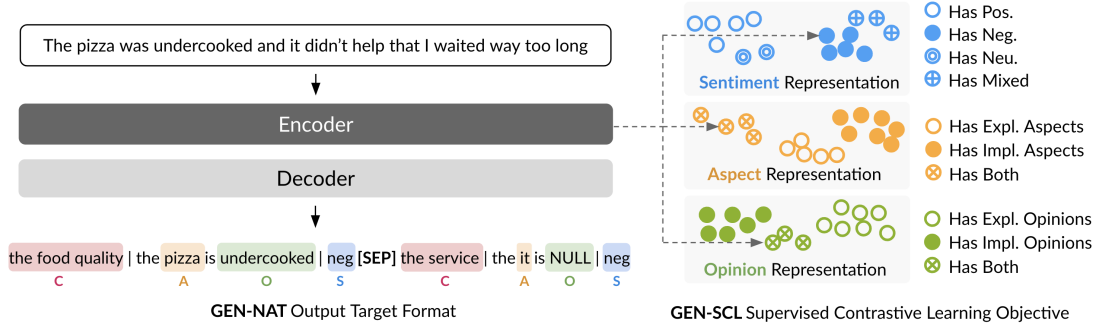 The pizza was undercooked and it didn't help that I waited way too long
Encoder
Decoder
the food quality | the pizza is undercooked | neg [SEP] the service | the it is NULL | neg
C A O S C A O S
GEN-NAT Output Target Format
Sentiment Representation
Has Pos.
Has Neg.
Has Neu.
Has Mixed
Aspect Representation
Has Expl. Aspects
Has Impl. Aspects
Has Both
Opinion Representation
Has Expl. Opinions
Has Impl. Opinions
Has Both
GEN-SCL Supervised Contrastive Learning Objective